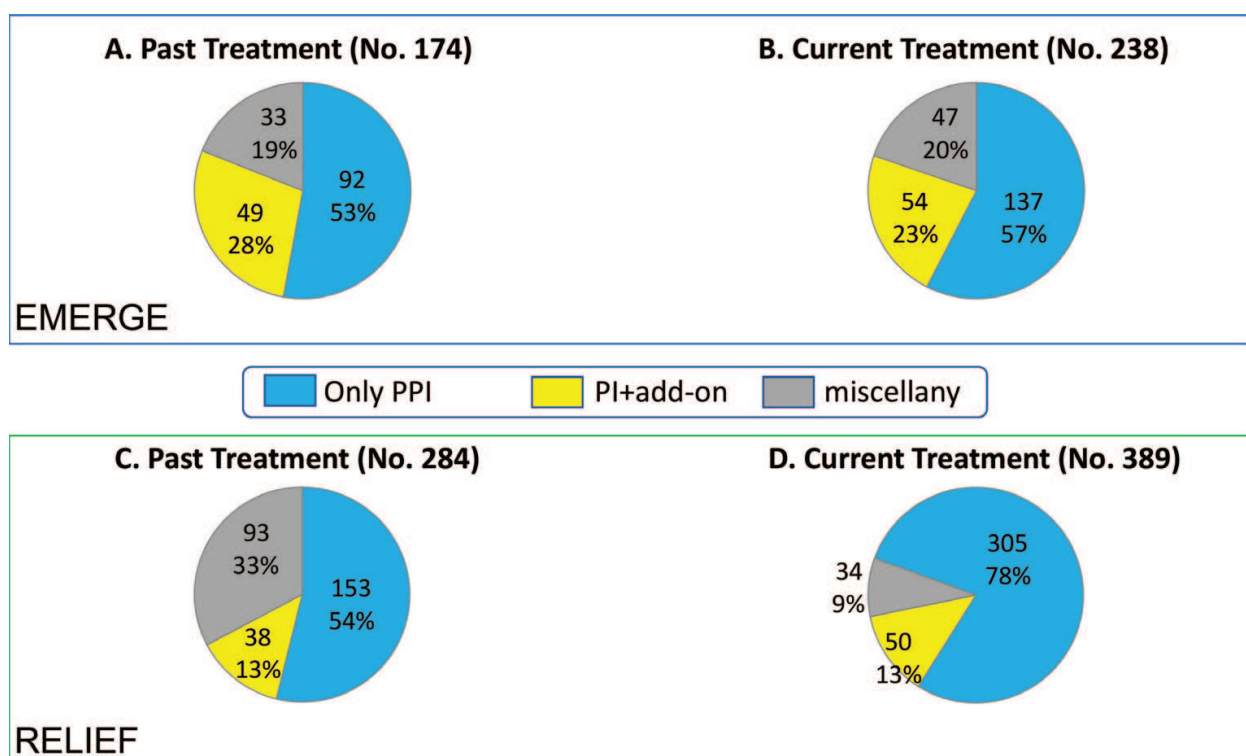 A. Past Treatment (No. 174)
B. Current Treatment (No. 238)
33
19%
92
53%
49
28%
47
20%
137
57%
54
23%
EMERGE
Only PPI
PI+add-on
miscellany
C. Past Treatment (No. 284)
D. Current Treatment (No. 389)
93
33%
153
54%
38
13%
305
78%
34
9%
50
13%
RELIEF